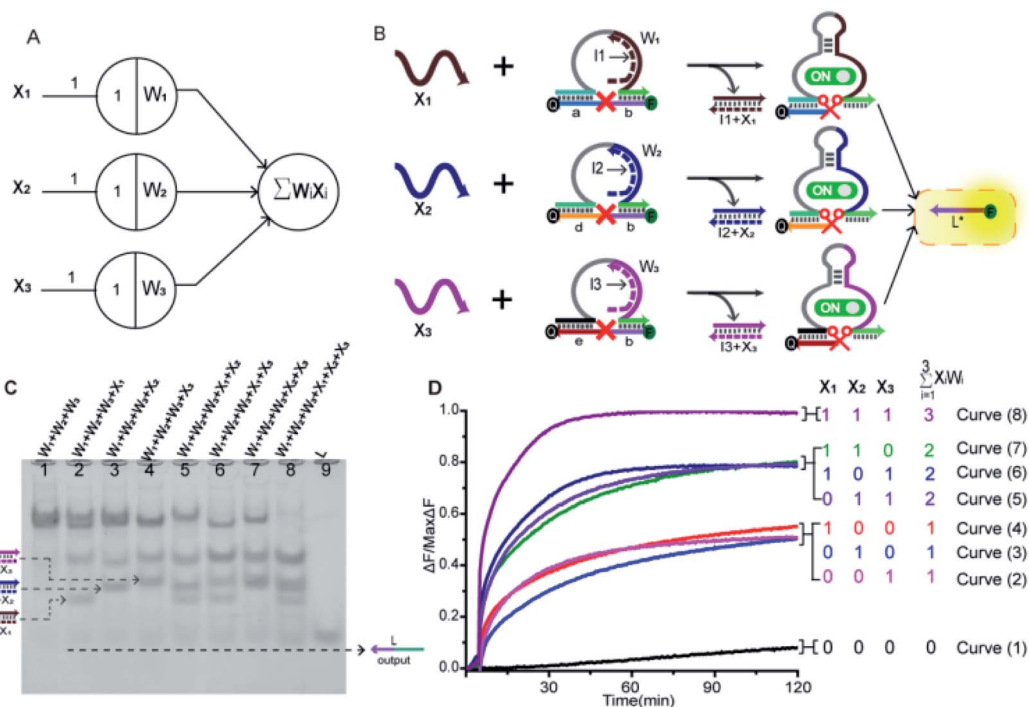 A
X₁ 1 1 W₁
X₂ 1 1 W₂
X₃ 1 1 W₃
∑WᵢXᵢ
B
X₁ + I1 W₁ Q a b F I1+X₁ ON Q
X₂ + I2 W₂ Q d b F I2+X₂ ON Q
X₃ + I3 W₃ Q e b F I3+X₃ ON Q
L* F
C
W₁+W₂+W₃
W₁+W₂+W₃+X₁
W₁+W₂+W₃+X₂
W₁+W₂+W₃+X₃
W₁+W₂+W₃+X₁+X₂
W₁+W₂+W₃+X₁+X₃
W₁+W₂+W₃+X₂+X₃
W₁+W₂+W₃+X₁+X₂+X₃
L
1 2 3 4 5 6 7 8 9
X₃
X₂
X₁
L
output
D
X₁ X₂ X₃ 3∑i=1 XᵢWᵢ
1 1 1 3 Curve (8)
1 1 0 2 Curve (7)
1 0 1 2 Curve (6)
0 1 1 2 Curve (5)
1 0 0 1 Curve (4)
0 1 0 1 Curve (3)
0 0 1 1 Curve (2)
0 0 0 0 Curve (1)
ΔF/MaxΔF
1.0
0.8
0.6
0.4
0.2
0.0
30 60 90 120
Time(min)